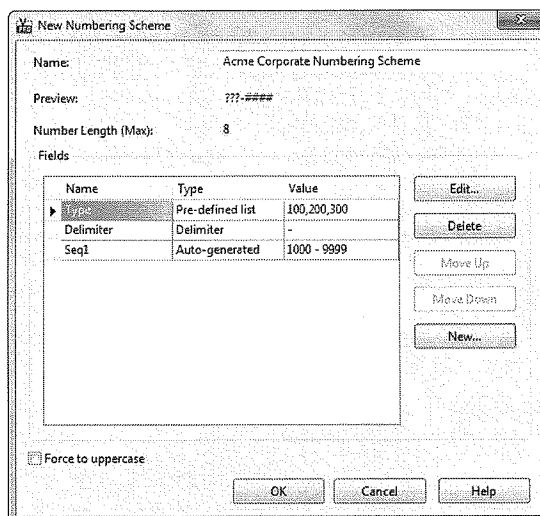 New Numbering Scheme
Name: Acme Corporate Numbering Scheme
Preview: ???-####
Number Length (Max): 8
Fields
Name Type Value
Type Pre-defined list 100,200,300
Delimiter Delimiter -
Seq1 Auto-generated 1000 - 9999
Edit...
Delete
Move Up
Move Down
New...
Force to uppercase
OK Cancel Help